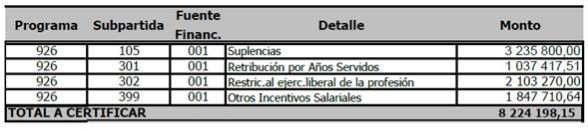 Programa Subpartida Fuente Financ. Detalle Monto
926 105 001 Suplencias 3 235 800,00
926 301 001 Retribución por Años Servidos 1 037 417,51
926 302 001 Restric.al ejerc.liberal de la profesión 2 103 270,00
926 399 001 Otros Incentivos Salariales 1 847 710,64
TOTAL A CERTIFICAR 8 224 198,15